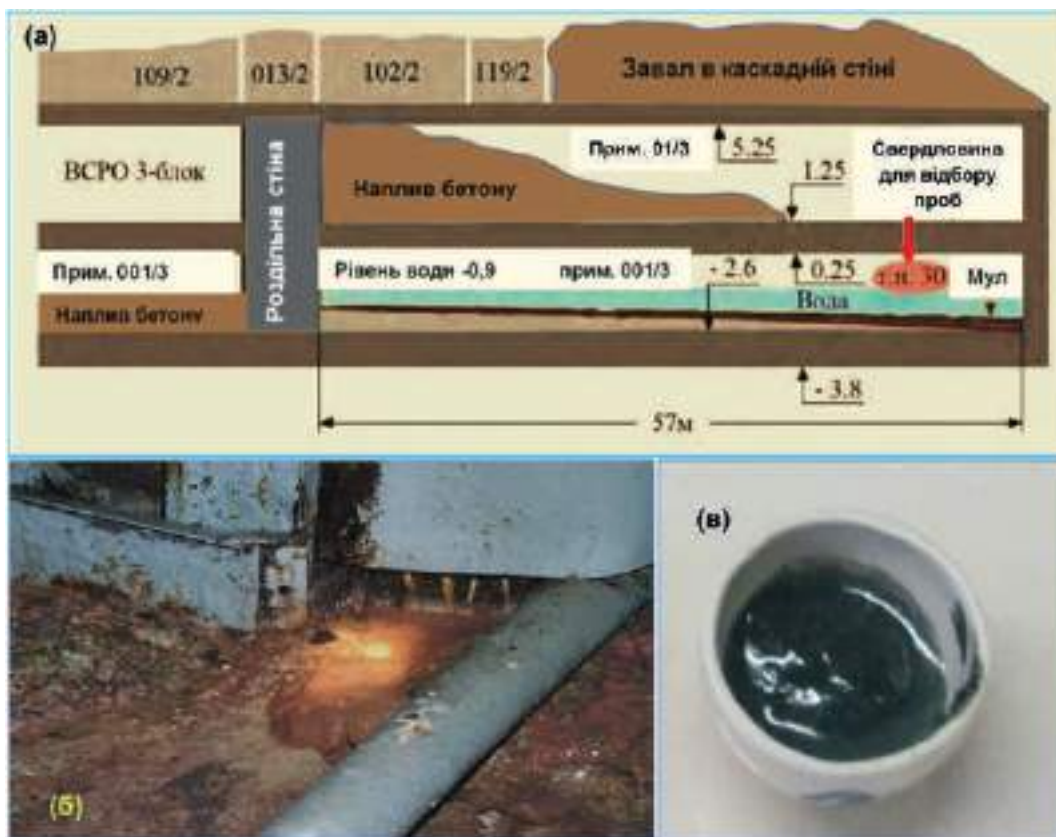 (а)
109/2
013/2
102/2
119/2
Завал в каскадній стіні
ВСРО 3-блок
Роздільна стіна
Наплив бетону
Прим. 01/3
5.25
1.25
Свердловина
для відбору
проб
Прим. 001/3
Рівень води -0,9
прим. 001/3
- 2.6
0.25
30
Мул
Наплив бетону
Вода
- 3.8
57м
(б)
(в)